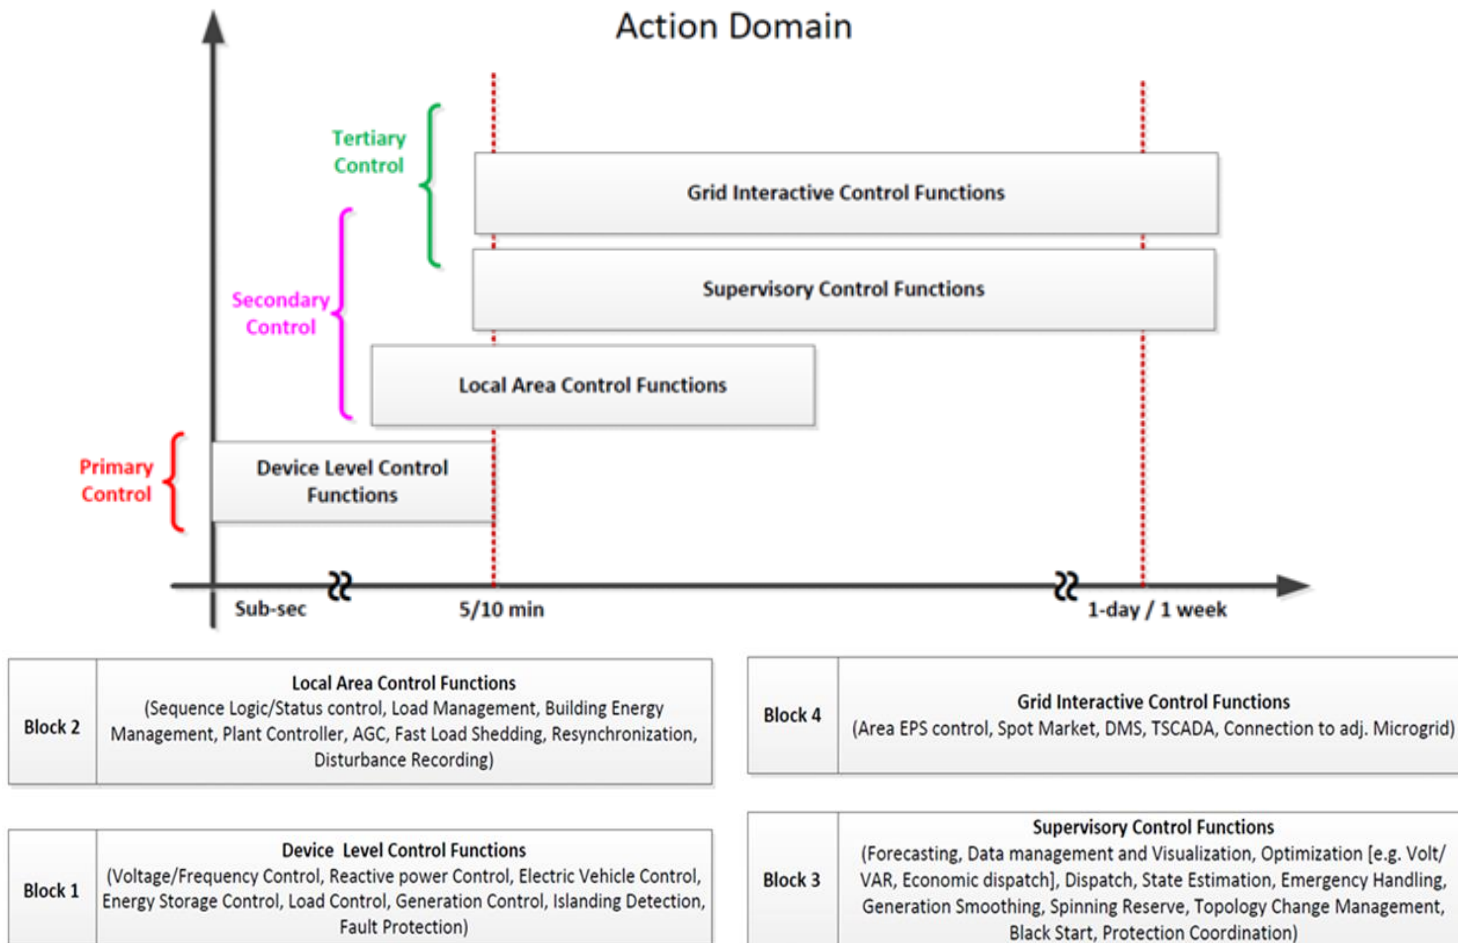 Action Domain
Tertiary
Control
Grid Interactive Control Functions
Supervisory Control Functions
Secondary
Control
Local Area Control Functions
Primary
Control
Device Level Control
Functions
Sub-sec
5/10 min
1-day / 1 week
Block 2
Local Area Control Functions
(Sequence Logic/Status control, Load Management, Building Energy
Management, Plant Controller, AGC, Fast Load Shedding, Resynchronization,
Disturbance Recording)
Block 4
Grid Interactive Control Functions
(Area EPS control, Spot Market, DMS, TSCADA, Connection to adj. Microgrid)
Block 1
Device Level Control Functions
(Voltage/Frequency Control, Reactive power Control, Electric Vehicle Control,
Energy Storage Control, Load Control, Generation Control, Islanding Detection,
Fault Protection)
Block 3
Supervisory Control Functions
(Forecasting, Data management and Visualization, Optimization [e.g. Volt/
VAR, Economic dispatch], Dispatch, State Estimation, Emergency Handling,
Generation Smoothing, Spinning Reserve, Topology Change Management,
Black Start, Protection Coordination)